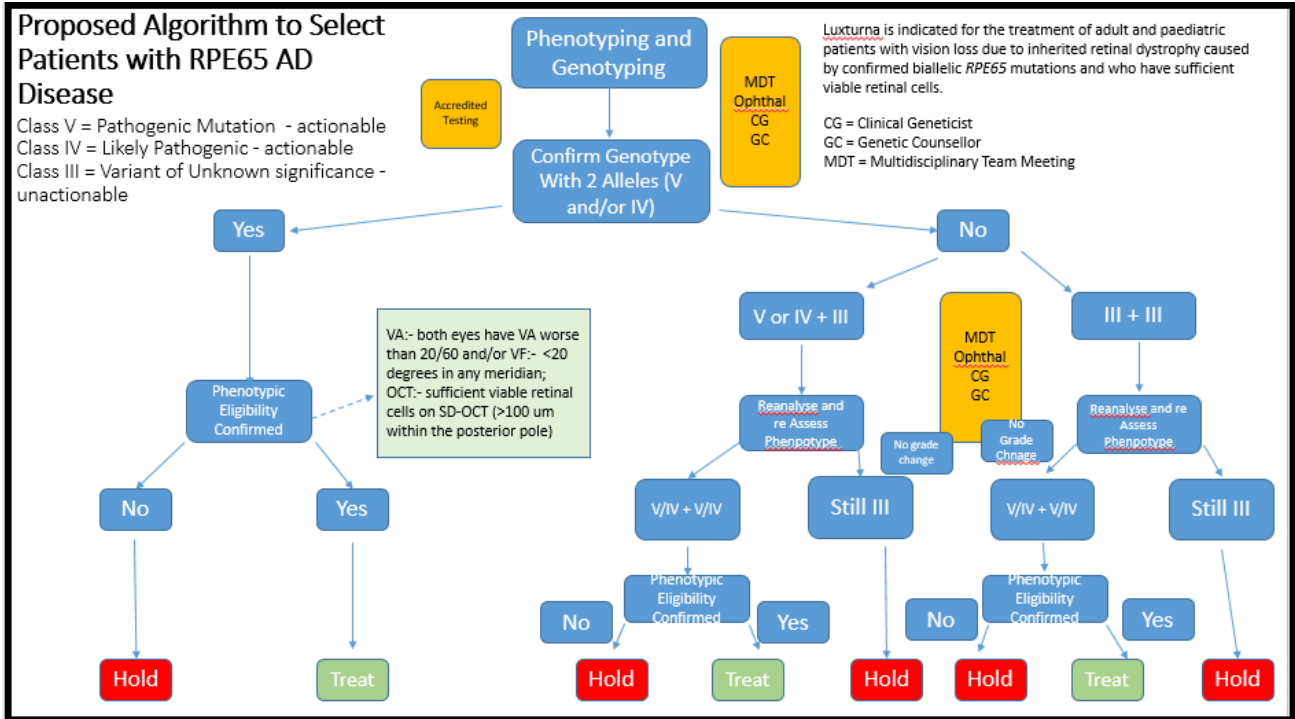 Proposed Algorithm to Select
Patients with RPE65 AD
Disease
Class V = Pathogenic Mutation - actionable
Class IV = Likely Pathogenic - actionable
Class III = Variant of Unknown significance -
unactionable
Phenotyping and
Genotyping
Accredited
Testing
MDT
Ophthal
CG
GC
Luxturna is indicated for the treatment of adult and paediatric
patients with vision loss due to inherited retinal dystrophy caused
by confirmed biallelic RPE65 mutations and who have sufficient
viable retinal cells.
CG = Clinical Geneticist
GC = Genetic Counsellor
MDT = Multidisciplinary Team Meeting
Confirm Genotype
With 2 Alleles (V
and/or IV)
Yes
No
V or IV + III
MDT
Ophthal
CG
GC
III + III
VA:- both eyes have VA worse
than 20/60 and/or VF:- <20
degrees in any meridian;
OCT:- sufficient viable retinal
cells on SD-OCT (>100 um
within the posterior pole)
Phenotypic
Eligibility
Confirmed
Reanalyse and
re Assess
Phenpotype
No grade
change
No
Grade
Chnage
Reanalyse and re
Assess
Phenpotype
No
Yes
V/IV + V/IV
Still III
V/IV + V/IV
Still III
Phenotypic
Eligibility
Confirmed
No
Yes
Phenotypic
Eligibility
Confirmed
No
Yes
Hold
Treat
Hold
Treat
Hold
Hold
Treat
Hold